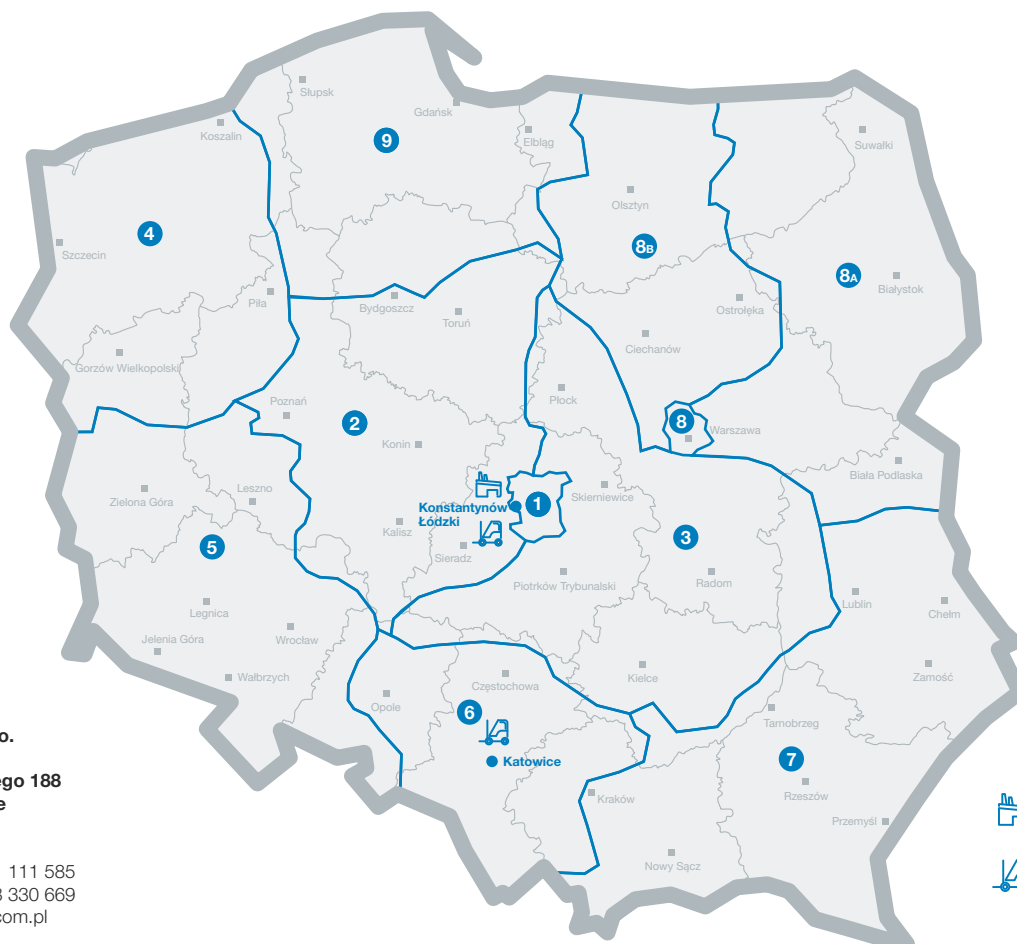 Słupsk
Gdańsk
Koszalin
Elbląg
Suwałki
9
Olsztyn
4
8B
Szczecin
8A
Białystok
Piła
Bydgoszcz
Toruń
Ostrołęka
Ciechanów
Gorzów Wielkopolski
Płock
Poznań
2
8
Warszawa
Konin
Biała Podlaska
Zielona Góra
Leszno
Skierniewice
Konstantynów
Łódzki
1
Kalisz
5
3
Sieradz
Piotrków Trybunalski
Radom
Lublin
Chełm
Legnica
Jelenia Góra
Wrocław
Wałbrzych
Częstochowa
Kielce
Zamość
Opole
6
Tarnobrzeg
Katowice
7
Kraków
Rzeszów
Przemyśl
Nowy Sącz
o.
ego 188
e
111 585
330 669
com.pl